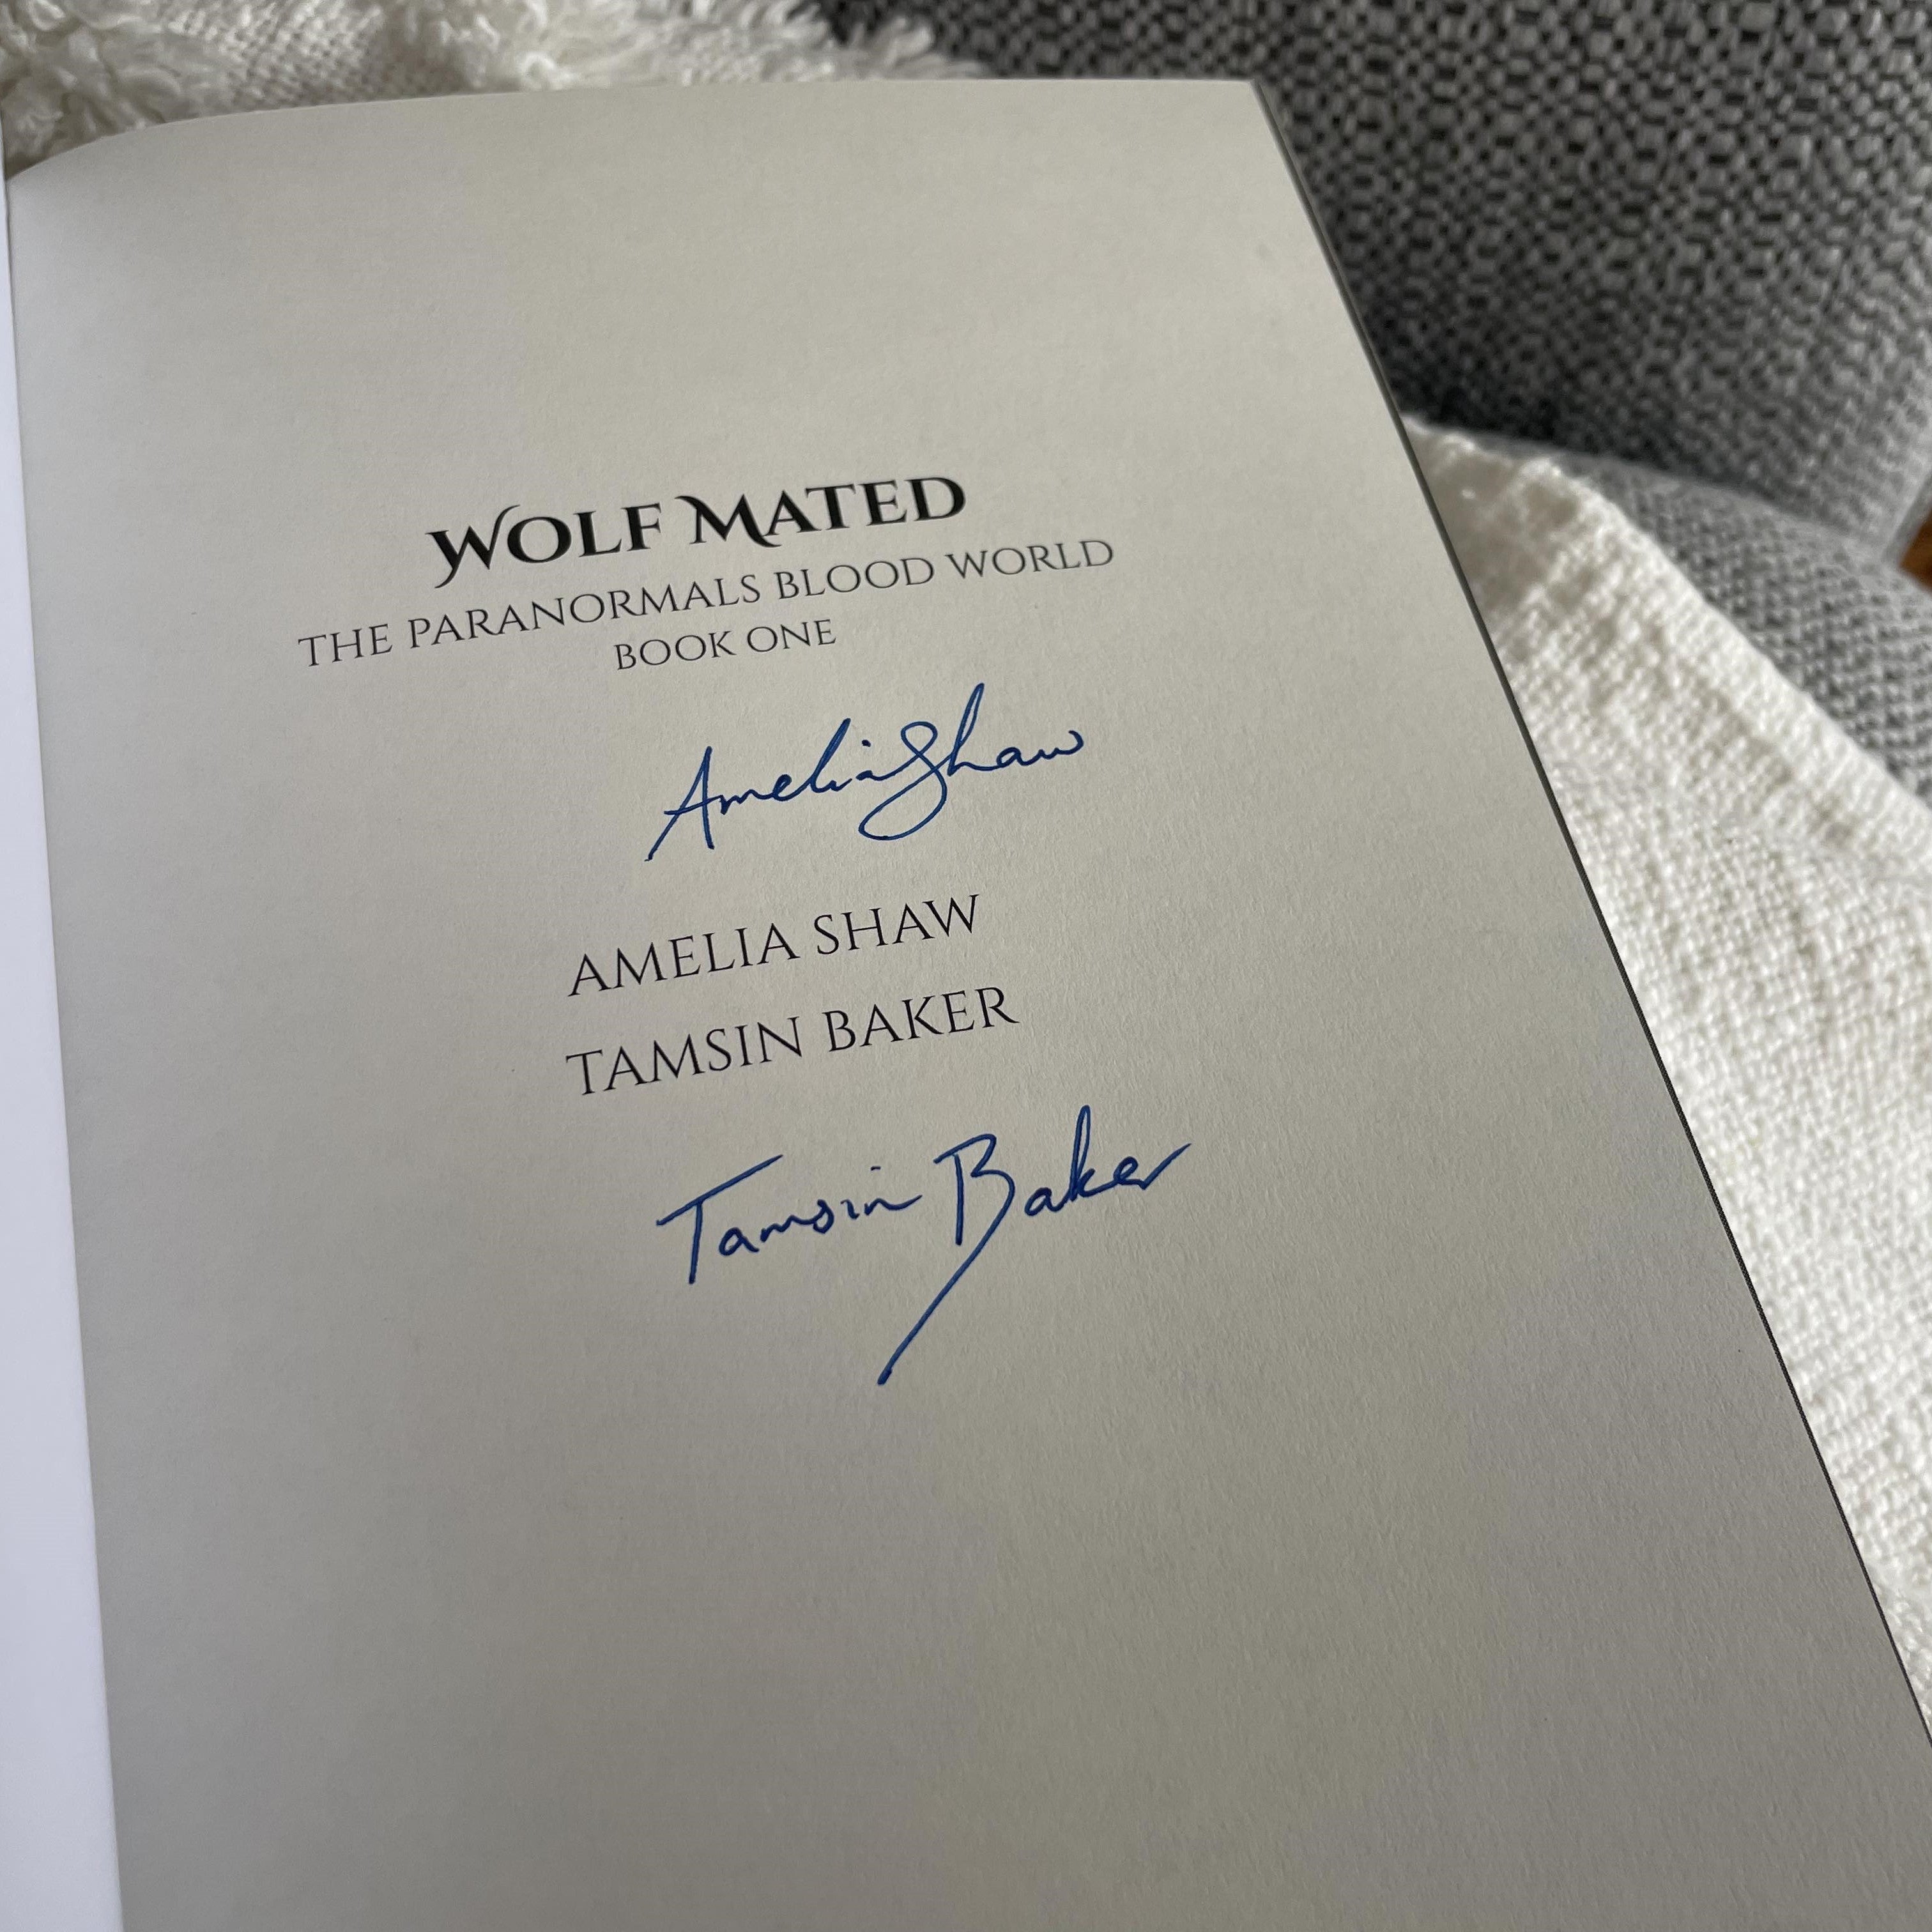 WOLF MATED
THE PARANORMALS BLOOD WORLD
BOOK ONE
Amelia Shaw
AMELIA SHAW
TAMSIN BAKER
Tamsin Baker